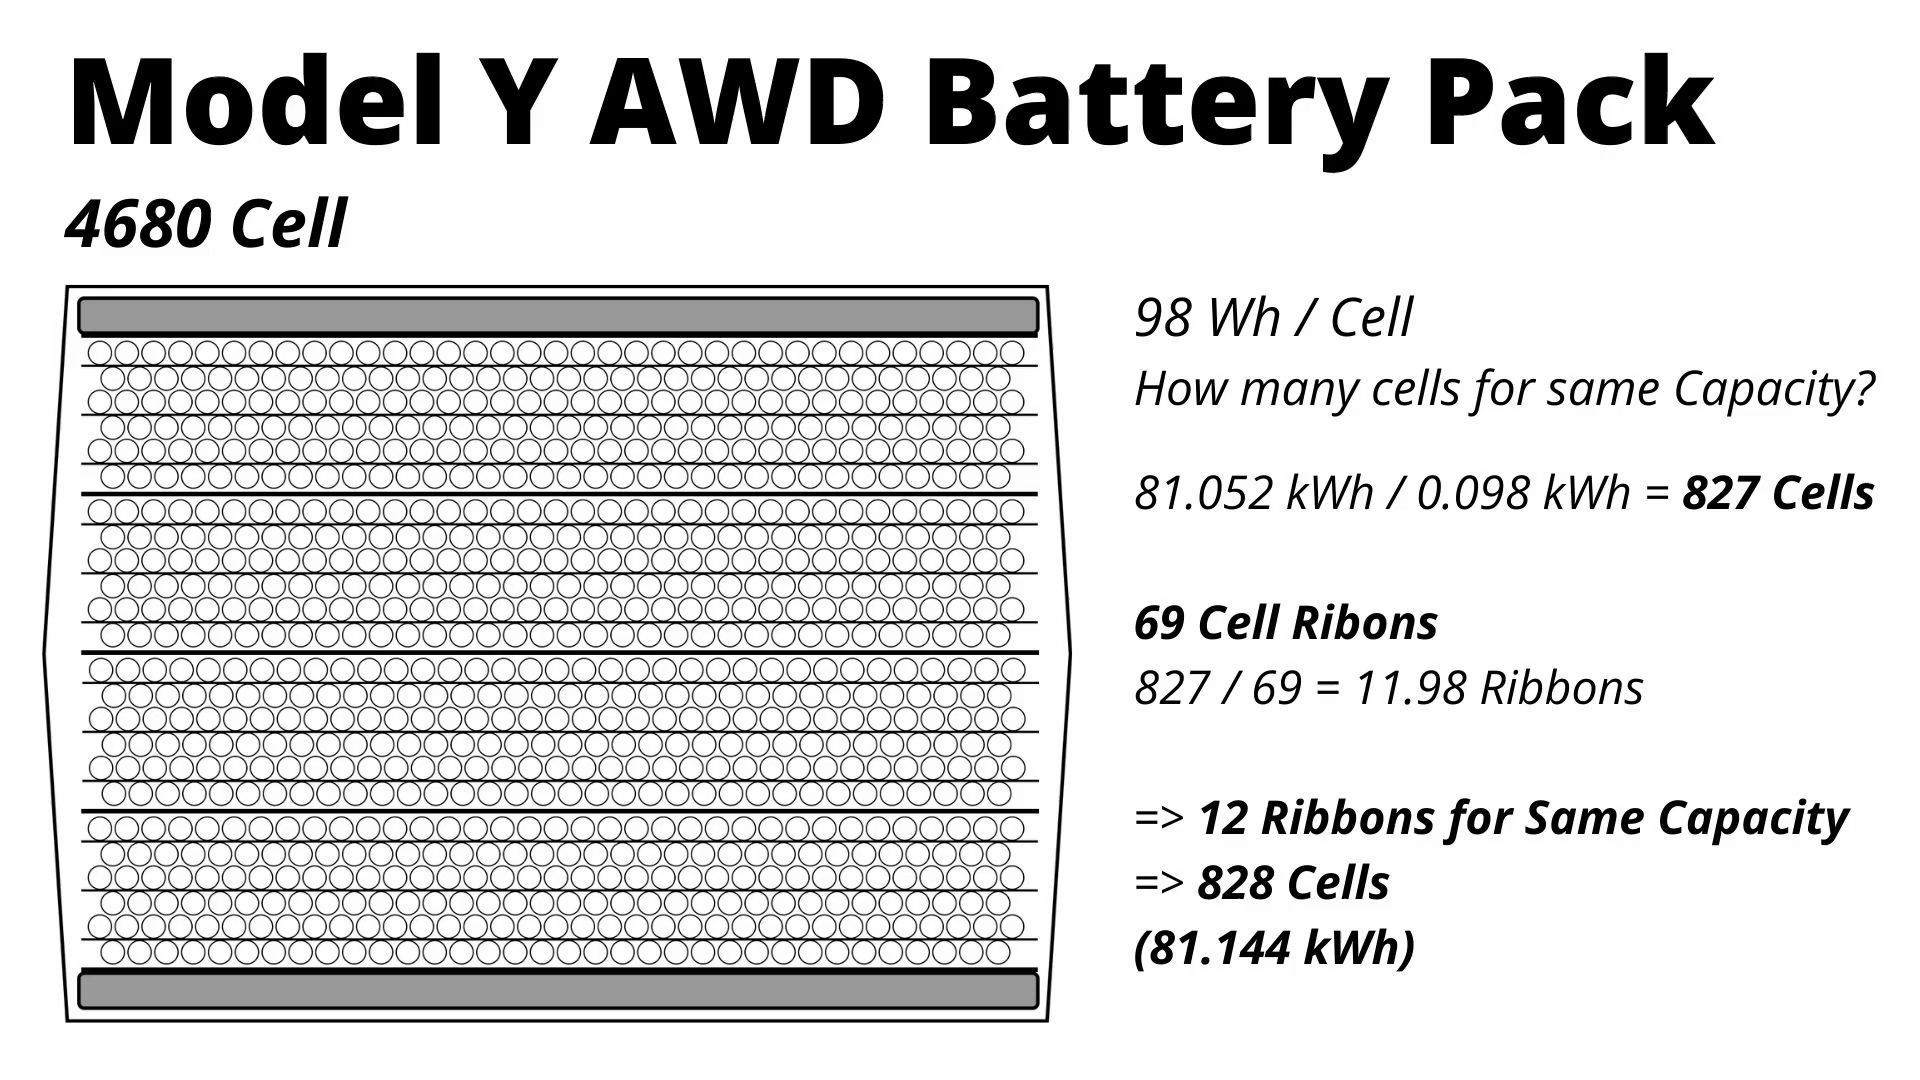 Model Y AWD Battery Pack
4680 Cell
98 Wh / Cell
How many cells for same Capacity?
81.052 kWh / 0.098 kWh = 827 Cells
69 Cell Ribons
827 / 69 = 11.98 Ribbons
=> 12 Ribbons for Same Capacity
=> 828 Cells
(81.144 kWh)